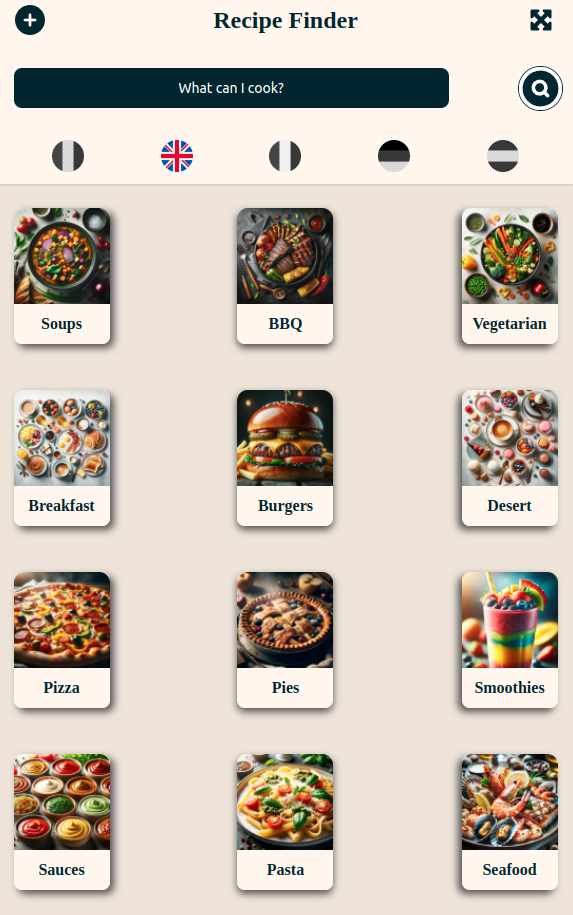 Recipe Finder
What can I cook?
Soups
BBQ
Vegetarian
Breakfast
Burgers
Desert
Pizza
Pies
Smoothies
Sauces
Pasta
Seafood